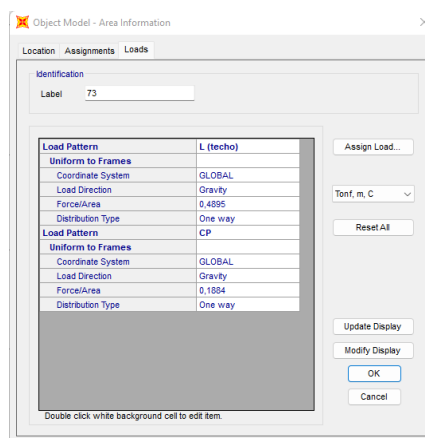 Object Model - Area Information
Location Assignments Loads
Identification
Label 73
Load Pattern L (techo)
Uniform to Frames
Coordinate System GLOBAL
Load Direction Gravity
Force/Area 0,4895
Distribution Type One way
Load Pattern CP
Uniform to Frames
Coordinate System GLOBAL
Load Direction Gravity
Force/Area 0,1884
Distribution Type One way
Double click white background cell to edit item.
Assign Load...
Tonf, m, C
Reset All
Update Display
Modify Display
OK
Cancel